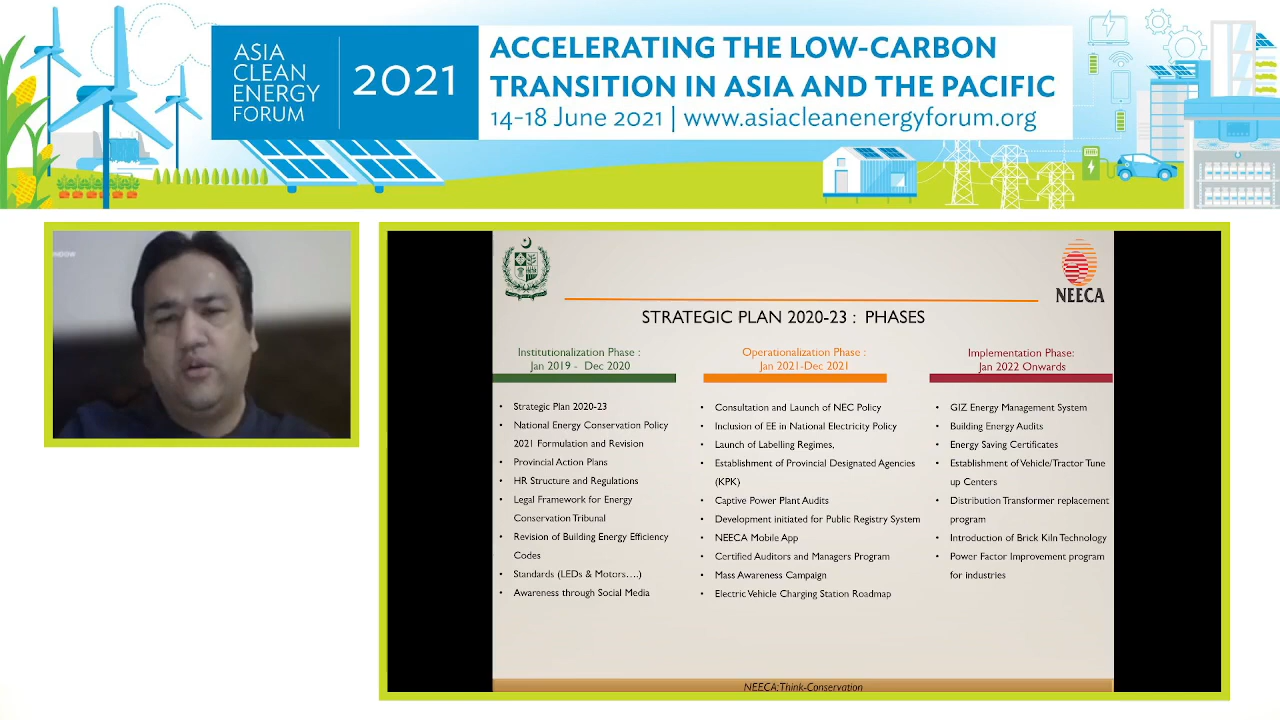 ASIA
CLEAN
ENERGY
FORUM
2021
ACCELERATING THE LOW-CARBON
TRANSITION IN ASIA AND THE PACIFIC
14-18 June 2021 | www.asiacleanenergyforum.org
NEECA
STRATEGIC PLAN 2020-23 : PHASES
Institutionalization Phase :
Jan 2019 - Dec 2020
• Strategic Plan 2020-23
• National Energy Conservation Policy
2021 Formulation and Revision
• Provincial Action Plans
• HR Structure and Regulations
• Legal Framework for Energy
Conservation Tribunal
• Revision of Building Energy Efficiency
Codes
• Standards (LEDs & Motors….)
• Awareness through Social Media
Operationalization Phase :
Jan 2021-Dec 2021
• Consultation and Launch of NEC Policy
• Inclusion of EE in National Electricity Policy
• Launch of Labelling Regimes,
• Establishment of Provincial Designated Agencies
(KPK)
• Captive Power Plant Audits
• Development initiated for Public Registry System
• NEECA Mobile App
• Certified Auditors and Managers Program
• Mass Awareness Campaign
• Electric Vehicle Charging Station Roadmap
Implementation Phase:
Jan 2022 Onwards
• GIZ Energy Management System
• Building Energy Audits
• Energy Saving Certificates
• Establishment of Vehicle/Tractor Tune
up Centers
• Distribution Transformer replacement
program
• Introduction of Brick Kiln Technology
• Power Factor Improvement program
for industries
NEECA: Think-Conservation